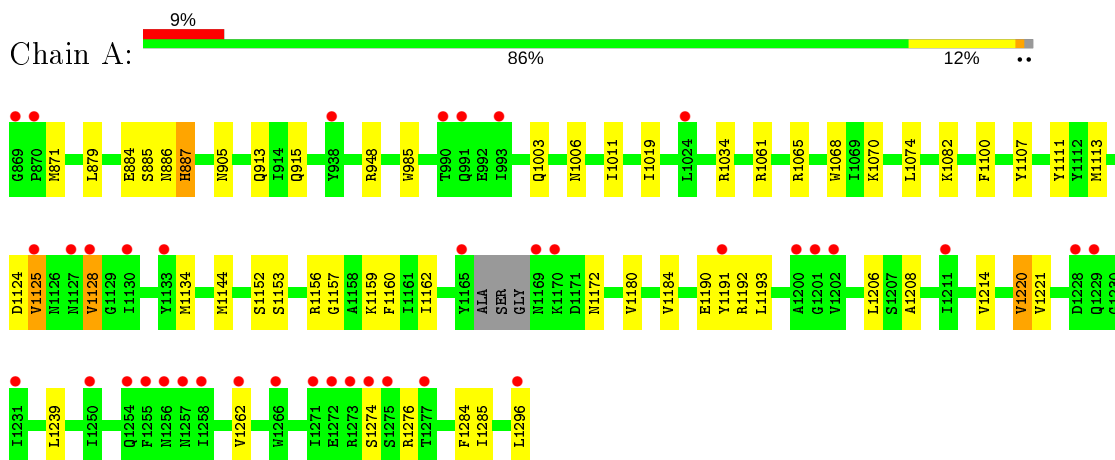 9%
Chain A:
86% 12% ••
G869 P870 M871 L879 E884 S885 N886 H887 N905 Q913 I914 Q915 Y938 R948 W985 T990 Q991 E992 I993 Q1003 N1006 I1011 I1019 L1024 R1034 R1061 R1065 W1068 I1069 K1070 L1074 K1082 F1100 Y1107 Y1111 Y1112 M1113
D1124 V1125 N1126 N1127 V1128 G1129 I1130 Y1133 M1134 M1144 S1152 S1153 R1156 G1157 A1158 K1159 F1160 I1161 I1162 Y1165 ALA SER GLY N1169 K1170 D1171 N1172 V1180 V1184 E1190 Y1191 R1192 L1193 A1200 G1201 V1202 L1206 S1207 A1208 I1211 V1214 V1220 V1221 D1228 Q1229 G1230
I1231 L1239 I1250 Q1254 F1255 N1256 N1257 I1258 V1262 W1266 I1271 E1272 R1273 S1274 S1275 R1276 T1277 F1284 I1285 L1296